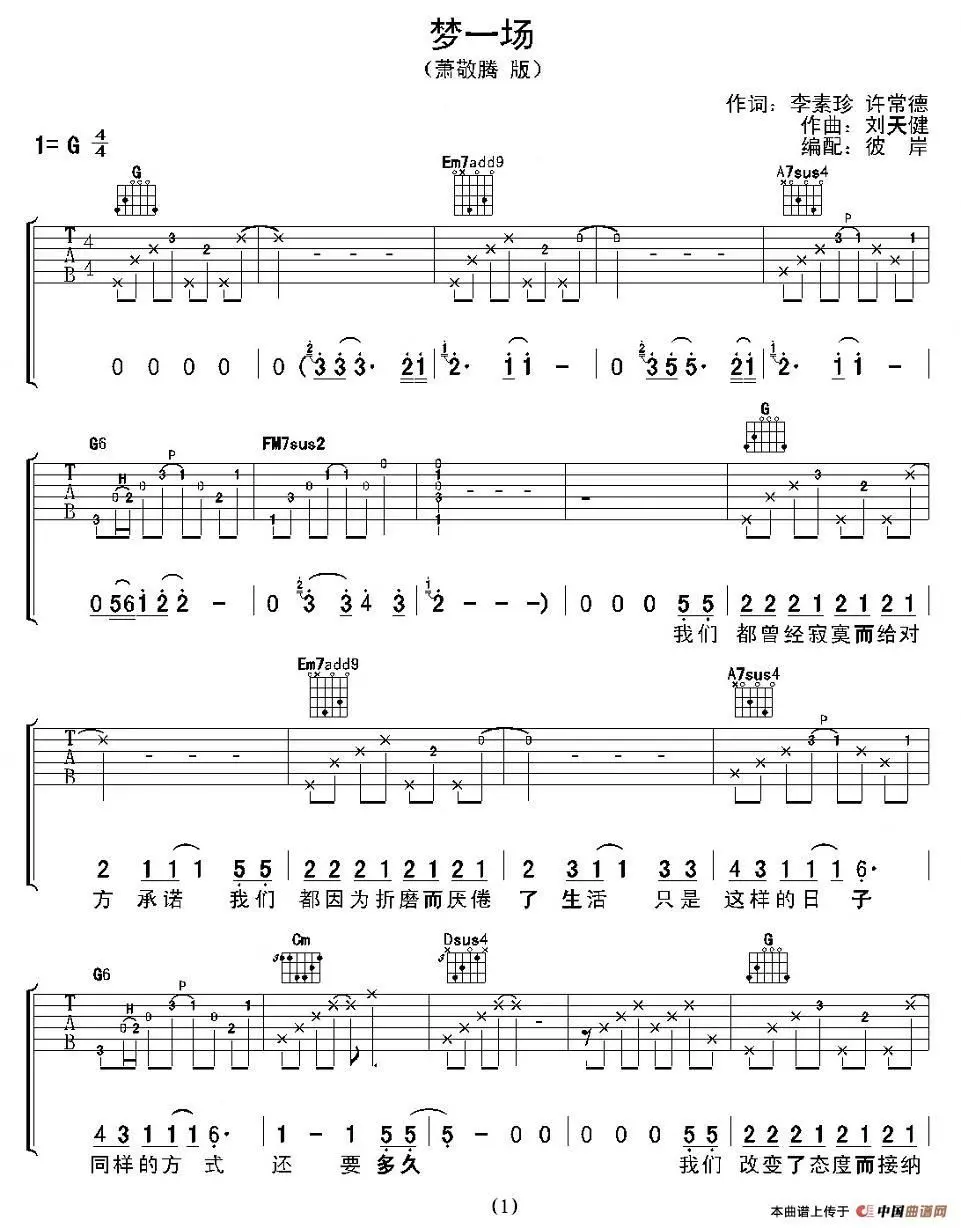 梦一场
（萧敬腾 版）
作词：李素珍 许常德
作曲：刘天健
编配：彼 岸
1= G 4/4
G Em7add9 A7sus4
T A B
P
0 0 0 0 0 (3 3 3· 2 1 2· 1 1 - 0 3 5 5· 2 1 2· 1 1 -
G6 FM7sus2 G
H P
0 5 6 1 2 2 - 0 3 3 4 3 2 - - -) 0 0 0 5 5 2 2 2 1 2 1 2 1
我们 都曾经寂寞而给对
Em7add9 A7sus4
T A B
P
2 1 1 1 5 5 2 2 2 1 2 1 2 1 2 3 1 1 3 3 4 3 1 1 1 6·
方 承诺 我们 都因为折磨而厌倦 了 生活 只是 这样的日 子
G6 Cm Dsus4 G
H P
4 3 1 1 1 6· 1 - 1 5 5 5 - 0 0 0 0 0 5 5 2 2 2 1 2 1 2 1
同样的方 式 还 要 多久 我们 改变了态度而接纳
(1)
本曲谱上传于 中国曲谱网